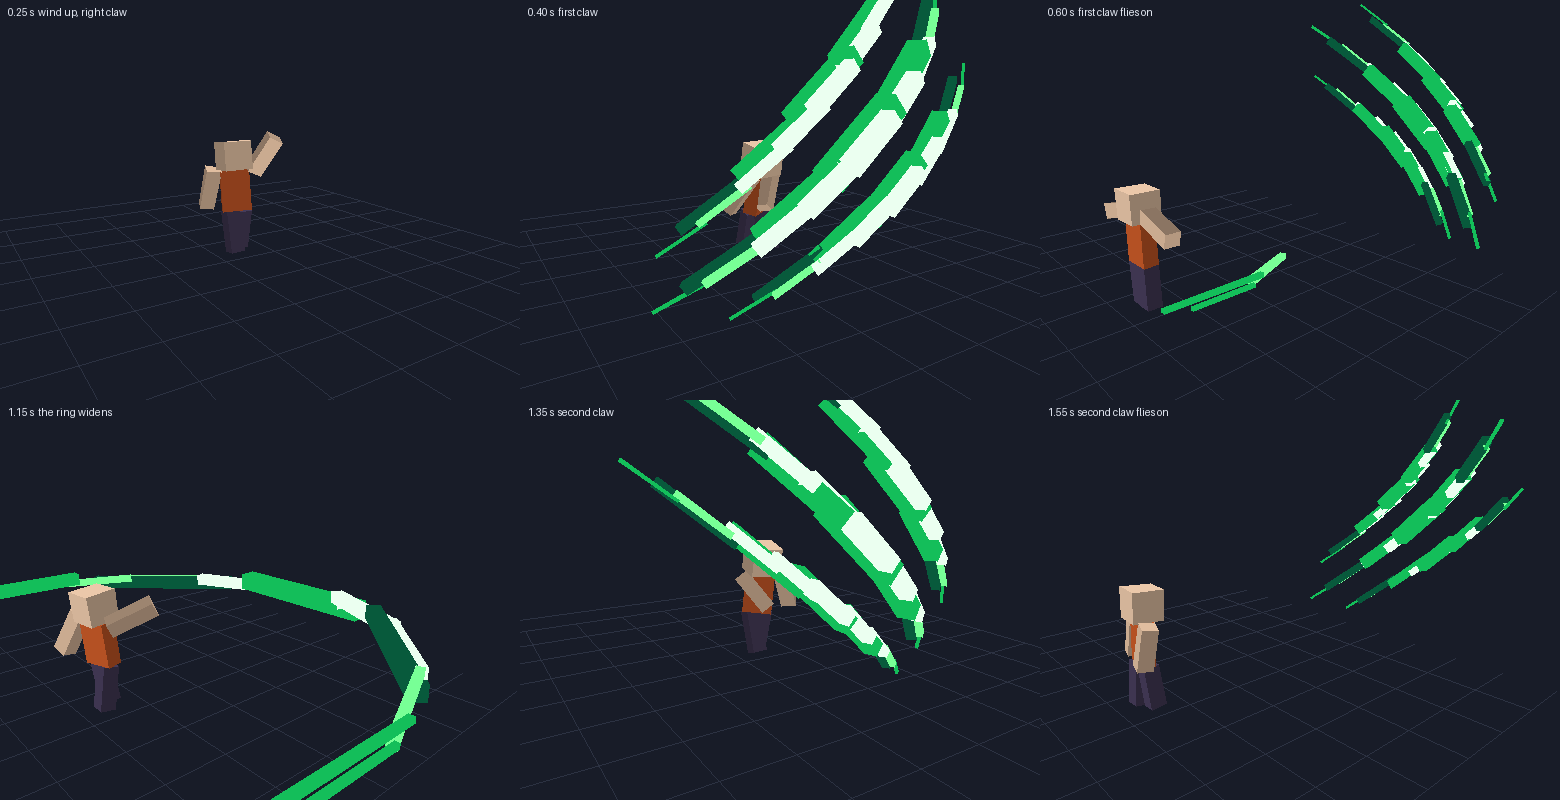 0.25 s wind up, right claw
0.40 s first claw
0.60 s first claw flies on
1.15 s the ring widens
1.35 s second claw
1.55 s second claw flies on